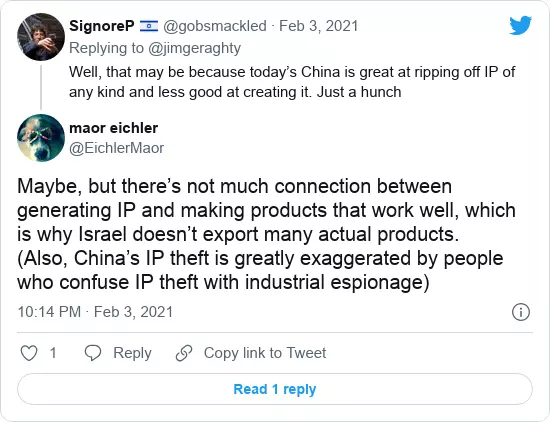 SignoreP 🇮🇱 @gobsmackled · Feb 3, 2021
Replying to @jimgeraghty
Well, that may be because today’s China is great at ripping off IP of
any kind and less good at creating it. Just a hunch
maor eichler
@EichlerMaor
Maybe, but there’s not much connection between
generating IP and making products that work well, which
is why Israel doesn’t export many actual products.
(Also, China’s IP theft is greatly exaggerated by people
who confuse IP theft with industrial espionage)
10:14 PM · Feb 3, 2021
1 Reply Copy link to Tweet
Read 1 reply